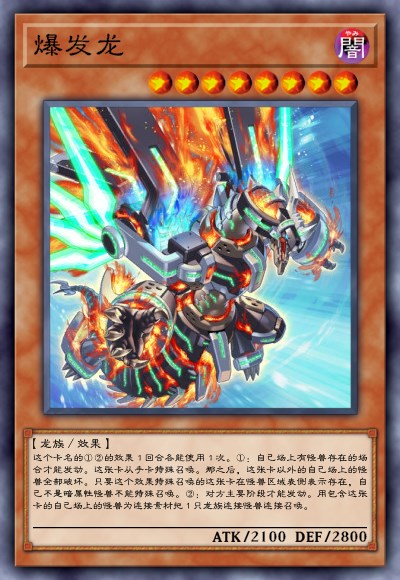 爆发龙
やみ
闇
【龙族／效果】
这个卡名的①②的效果1回合各能使用1次。①：自己场上有怪兽存在的场
合才能发动。这张卡从手卡特殊召唤。那之后，这张卡以外的自己场上的怪
兽全部破坏。只要这个效果特殊召唤的这张卡在怪兽区域表侧表示存在，自
己不是暗属性怪兽不能特殊召唤。②：对方主要阶段才能发动。用包含这张
卡的自己场上的怪兽为连接素材把1只龙族连接怪兽连接召唤。
ATK/2100 DEF/2800